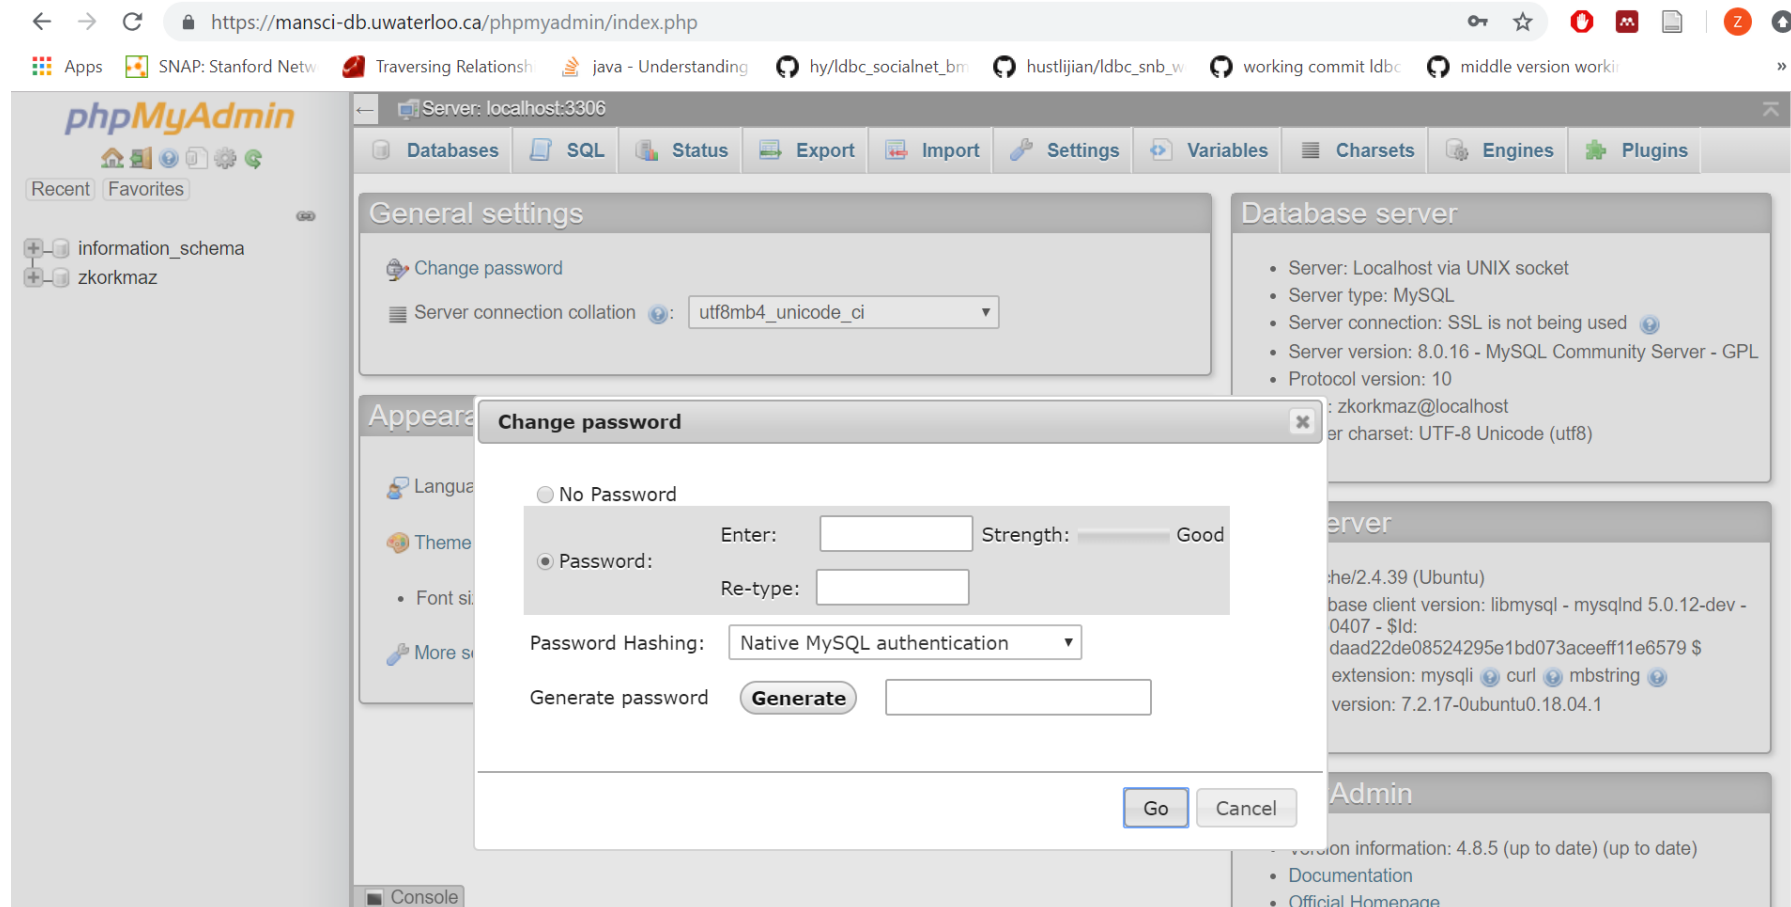 https://mansci-db.uwaterloo.ca/phpmyadmin/index.php
Z
Apps SNAP: Stanford Netw Traversing Relationsh java - Understanding hy/ldbc_socialnet_bm hustlijian/ldbc_snb_w working commit ldbc middle version workin »
phpMyAdmin
Recent Favorites
information_schema
zkorkmaz
Server: localhost:3306
Databases SQL Status Export Import Settings Variables Charsets Engines Plugins
General settings
Change password
Server connection collation : utf8mb4_unicode_ci
Appeara
Langua
Theme
• Font si
More se
Change password
No Password
Password:
Enter: Strength: Good
Re-type:
Password Hashing: Native MySQL authentication
Generate password Generate
Go Cancel
Console
Database server
• Server: Localhost via UNIX socket
• Server type: MySQL
• Server connection: SSL is not being used
• Server version: 8.0.16 - MySQL Community Server - GPL
• Protocol version: 10
: zkorkmaz@localhost
er charset: UTF-8 Unicode (utf8)
erver
he/2.4.39 (Ubuntu)
base client version: libmysql - mysqlnd 5.0.12-dev -
0407 - $Id:
daad22de08524295e1bd073aceeff11e6579 $
extension: mysqli curl mbstring
version: 7.2.17-0ubuntu0.18.04.1
Admin
• Version information: 4.8.5 (up to date) (up to date)
• Documentation
• Official Homepage